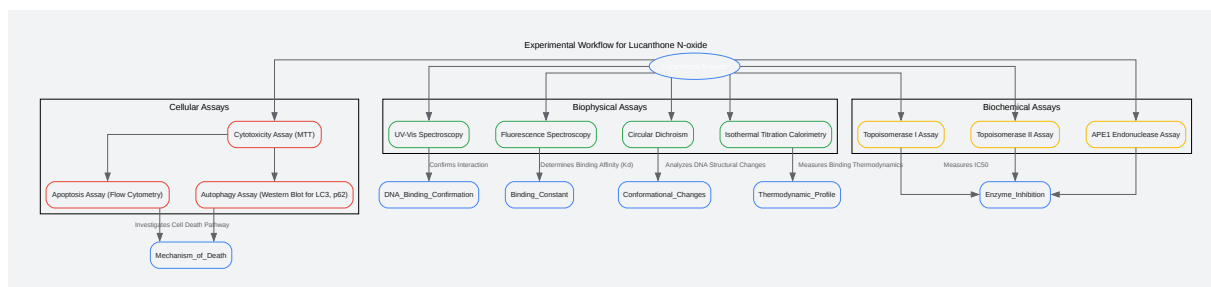 Experimental Workflow for Lucanthone N-oxide
Cellular Assays
Biophysical Assays
Biochemical Assays
Cytotoxicity Assay (MTT)
UV-Vis Spectroscopy
Fluorescence Spectroscopy
Circular Dichroism
Isothermal Titration Calorimetry
Topoisomerase I Assay
Topoisomerase II Assay
APE1 Endonuclease Assay
Confirms Interaction
Determines Binding Affinity (Kd)
Analyzes DNA Structural Changes
Measures Binding Thermodynamics
Measures IC50
Apoptosis Assay (Flow Cytometry)
Autophagy Assay (Western Blot for LC3, p62)
DNA_Binding_Confirmation
Binding_Constant
Conformational_Changes
Thermodynamic_Profile
Enzyme_Inhibition
Investigates Cell Death Pathway
Mechanism_of_Death